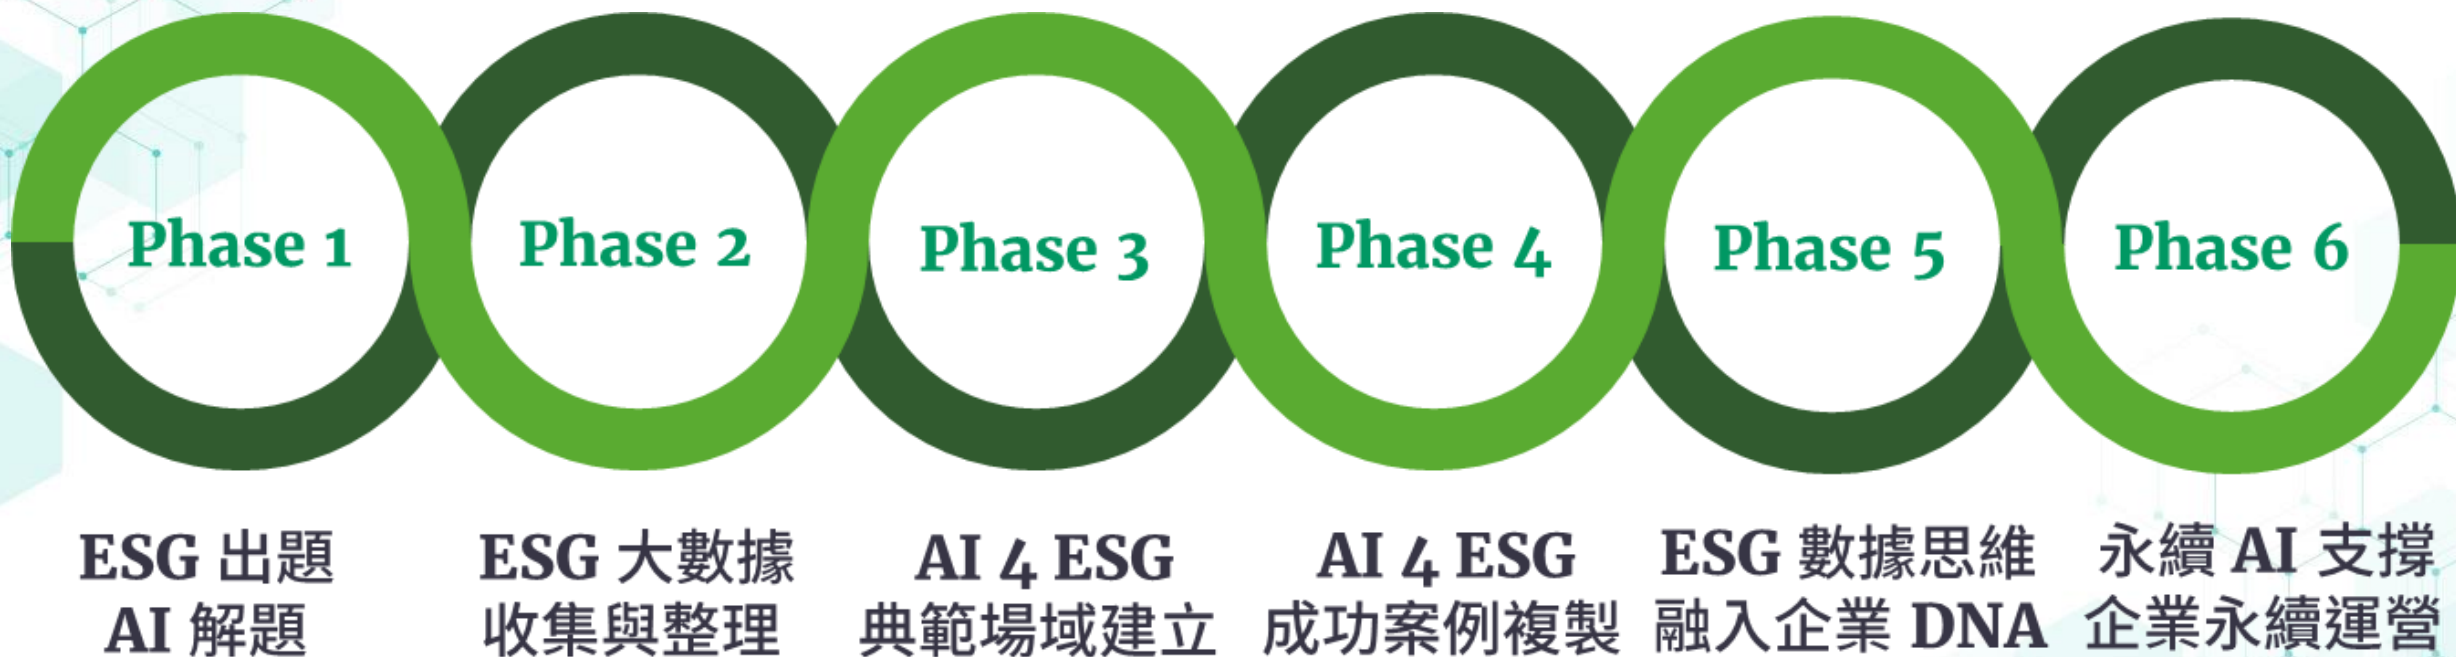 Phase 1
Phase 2
Phase 3
Phase 4
Phase 5
Phase 6
ESG 出題
AI 解題
ESG 大數據
收集與整理
AI 4 ESG
典範場域建立
AI 4 ESG
成功案例複製
ESG 數據思維
融入企業 DNA
永續 AI 支撐
企業永續運營